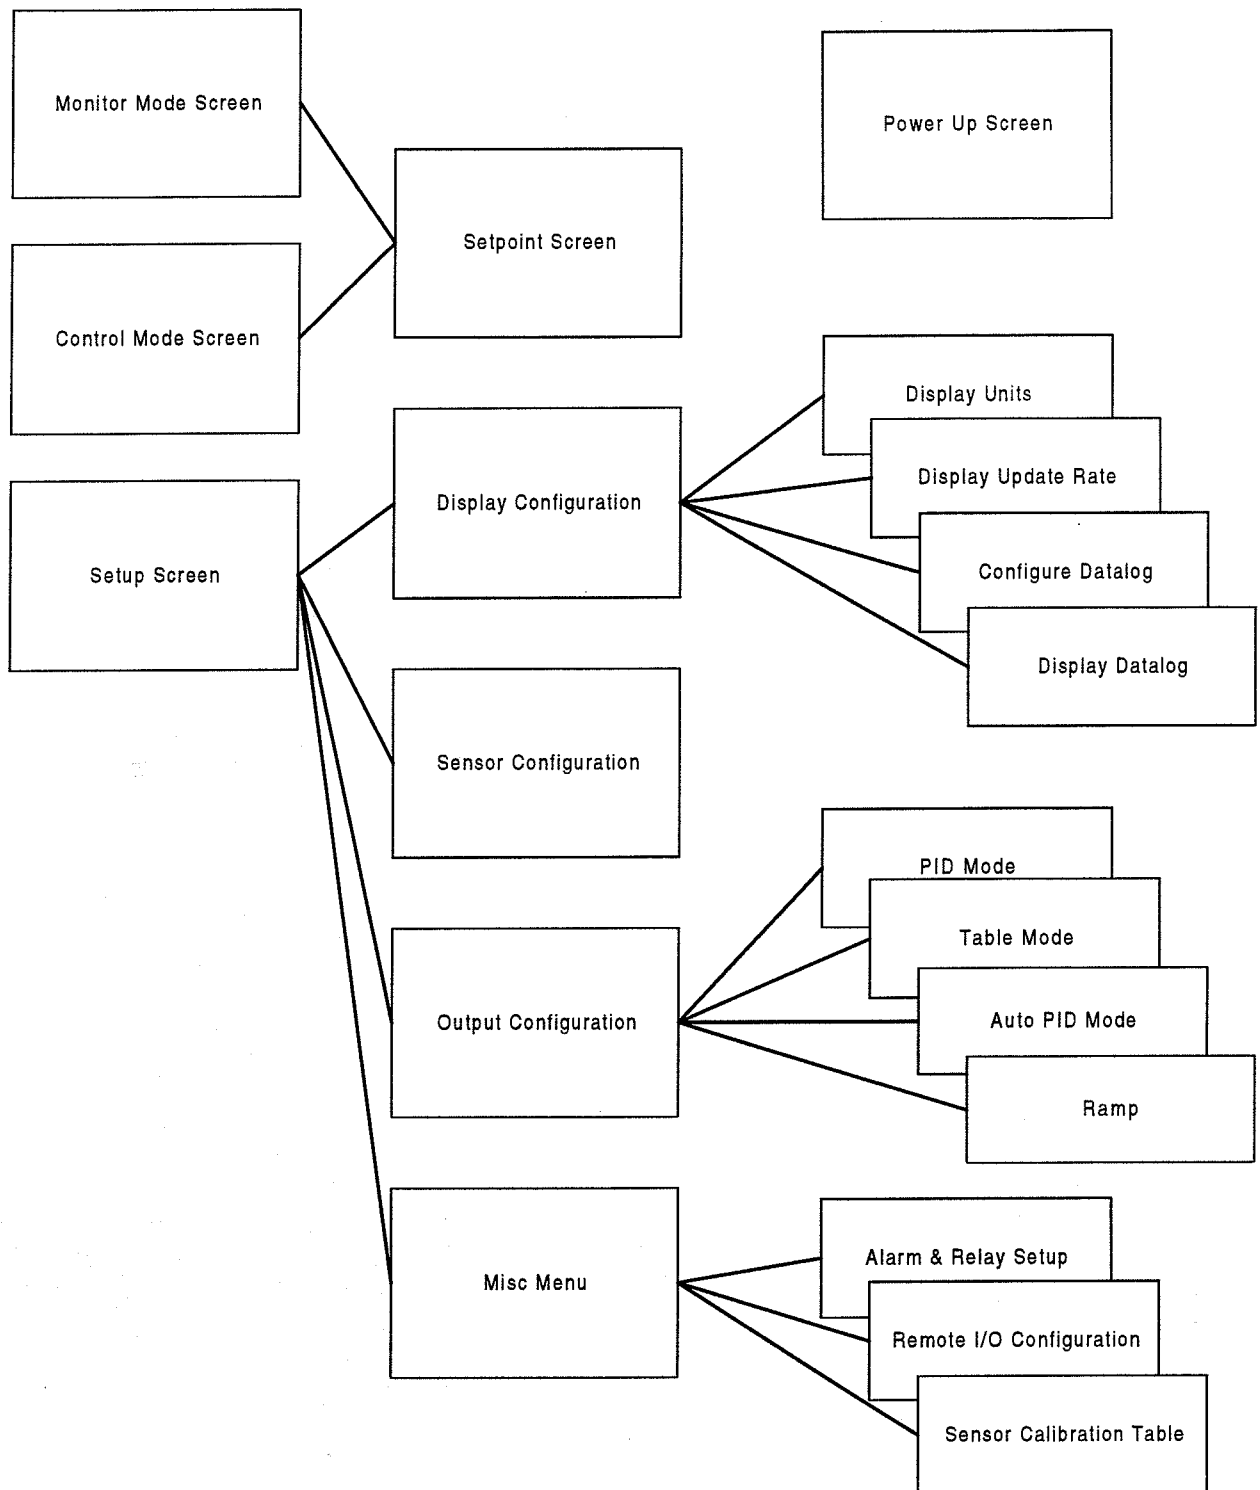 Monitor Mode Screen
Power Up Screen
Setpoint Screen
Control Mode Screen
Display Units
Display Update Rate
Display Configuration
Configure Datalog
Setup Screen
Display Datalog
Sensor Configuration
PID Mode
Table Mode
Output Configuration
Auto PID Mode
Ramp
Misc Menu
Alarm & Relay Setup
Remote I/O Configuration
Sensor Calibration Table